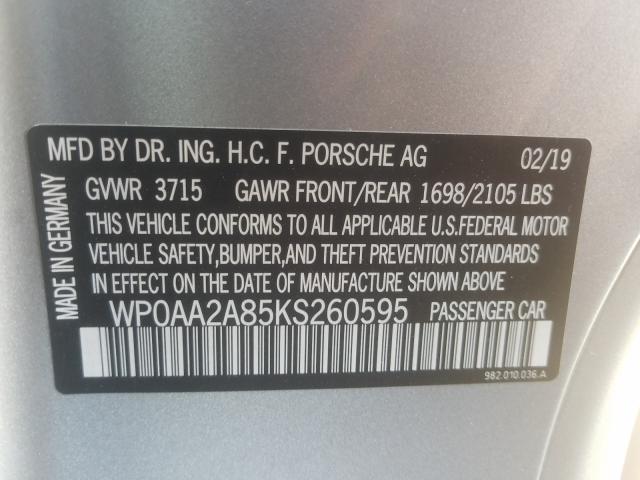 MFD BY DR. ING. H.C. F. PORSCHE AG 02/19
GVWR 3715 GAWR FRONT/REAR 1698/2105 LBS
THIS VEHICLE CONFORMS TO ALL APPLICABLE U.S.FEDERAL MOTOR
VEHICLE SAFETY,BUMPER,AND THEFT PREVENTION STANDARDS
IN EFFECT ON THE DATE OF MANUFACTURE SHOWN ABOVE
WP0AA2A85KS260595 PASSENGER CAR
982.010.036.A
MADE IN GERMANY